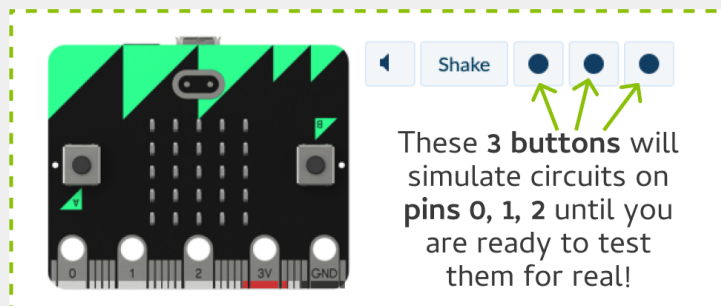 Shake
B
A
0 1 2 3V GND
These 3 buttons will
simulate circuits on
pins 0, 1, 2 until you
are ready to test
them for real!